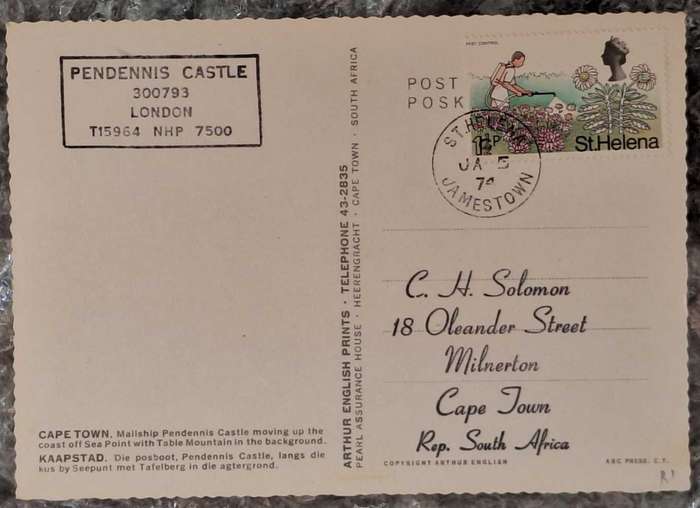 PENDENNIS CASTLE
300793
LONDON
T15964 NHP 7500
POST
POSK
PEST CONTROL
St.Helena
ST. HELENA
JA 5
74
JAMESTOWN
ARTHUR ENGLISH PRINTS · TELEPHONE 43-2835
PEARL ASSURANCE HOUSE · HEERENGRACHT · CAPE TOWN · SOUTH AFRICA
C. H. Solomon
18 Oleander Street
Milnerton
Cape Town
Rep. South Africa
CAPE TOWN. Mailship Pendennis Castle moving up the
coast off Sea Point with Table Mountain in the background.
KAAPSTAD. Die posboot, Pendennis Castle, langs die
kus by Seepunt met Tafelberg in die agtergrond.
COPYRIGHT ARTHUR ENGLISH
ABC PRESS. C.T.
R1